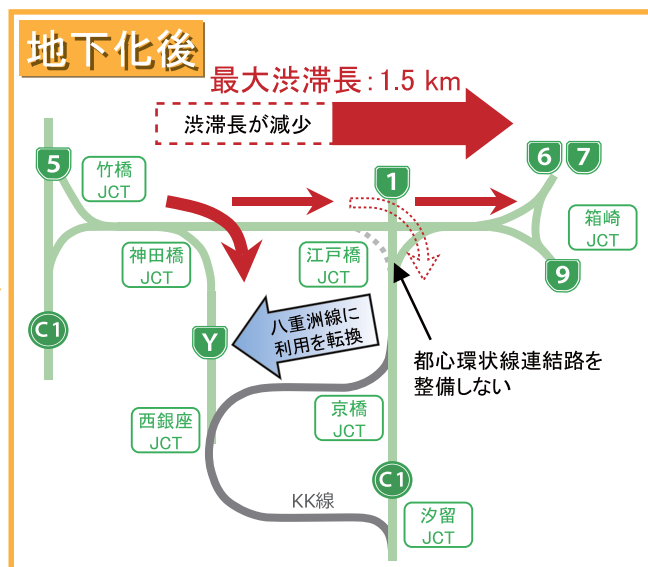 地下化後
最大渋滞長：1.5 km
渋滞長が減少
5
竹橋
JCT
1
6
7
箱崎
JCT
神田橋
JCT
江戸橋
JCT
9
C1
Y
八重洲線に
利用を転換
都心環状線連結路を
整備しない
西銀座
JCT
京橋
JCT
C1
KK線
汐留
JCT